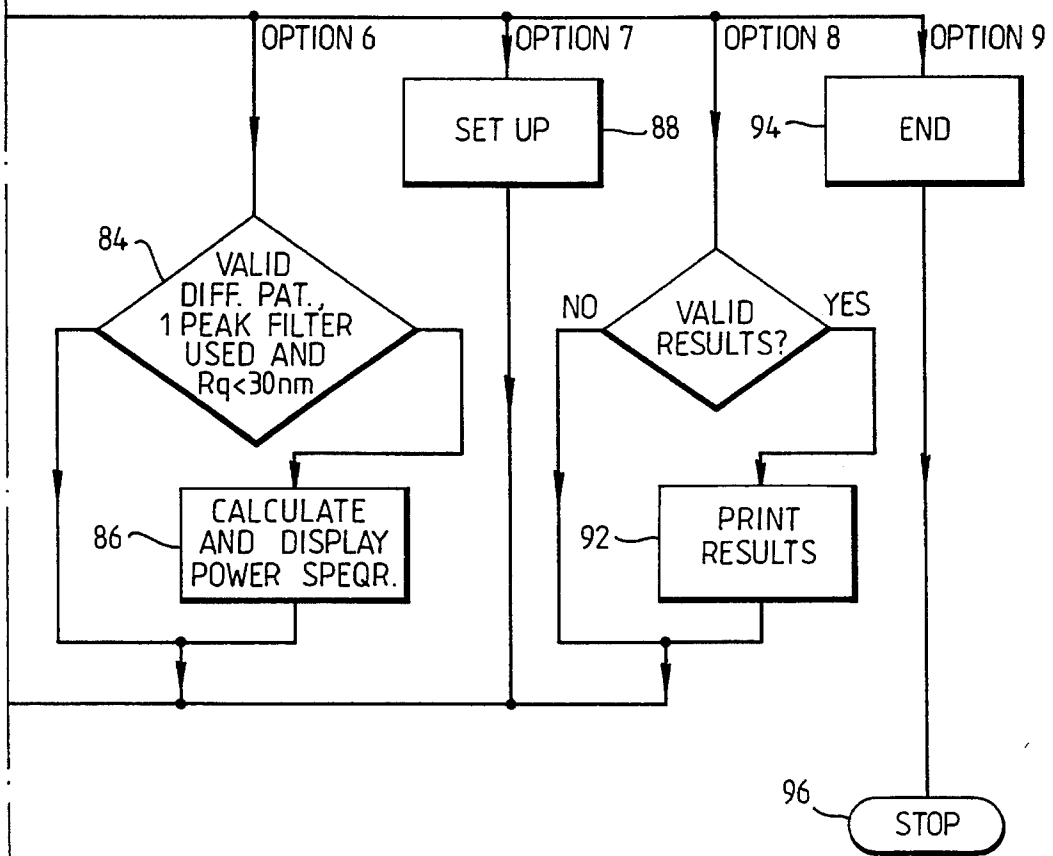 OPTION 6
OPTION 7
OPTION 8
OPTION 9
SET UP
88
94
END
84
VALID
DIFF. PAT.,
1 PEAK FILTER
USED AND
Rq<30nm
NO
VALID
RESULTS?
YES
86
CALCULATE
AND DISPLAY
POWER SPEQR.
92
PRINT
RESULTS
96
STOP